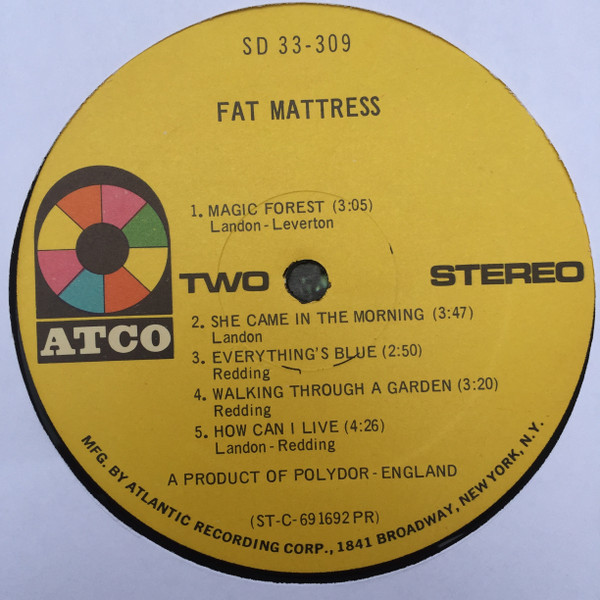 SD 33-309
FAT MATTRESS
1. MAGIC FOREST (3:05)
Landon - Leverton
TWO
STEREO
ATCO
2. SHE CAME IN THE MORNING (3:47)
Landon
3. EVERYTHING'S BLUE (2:50)
Redding
4. WALKING THROUGH A GARDEN (3:20)
Redding
5. HOW CAN I LIVE (4:26)
Landon - Redding
A PRODUCT OF POLYDOR - ENGLAND
(ST-C-691692 PR)
MFG. BY ATLANTIC RECORDING CORP., 1841 BROADWAY, NEW YORK, N.Y.